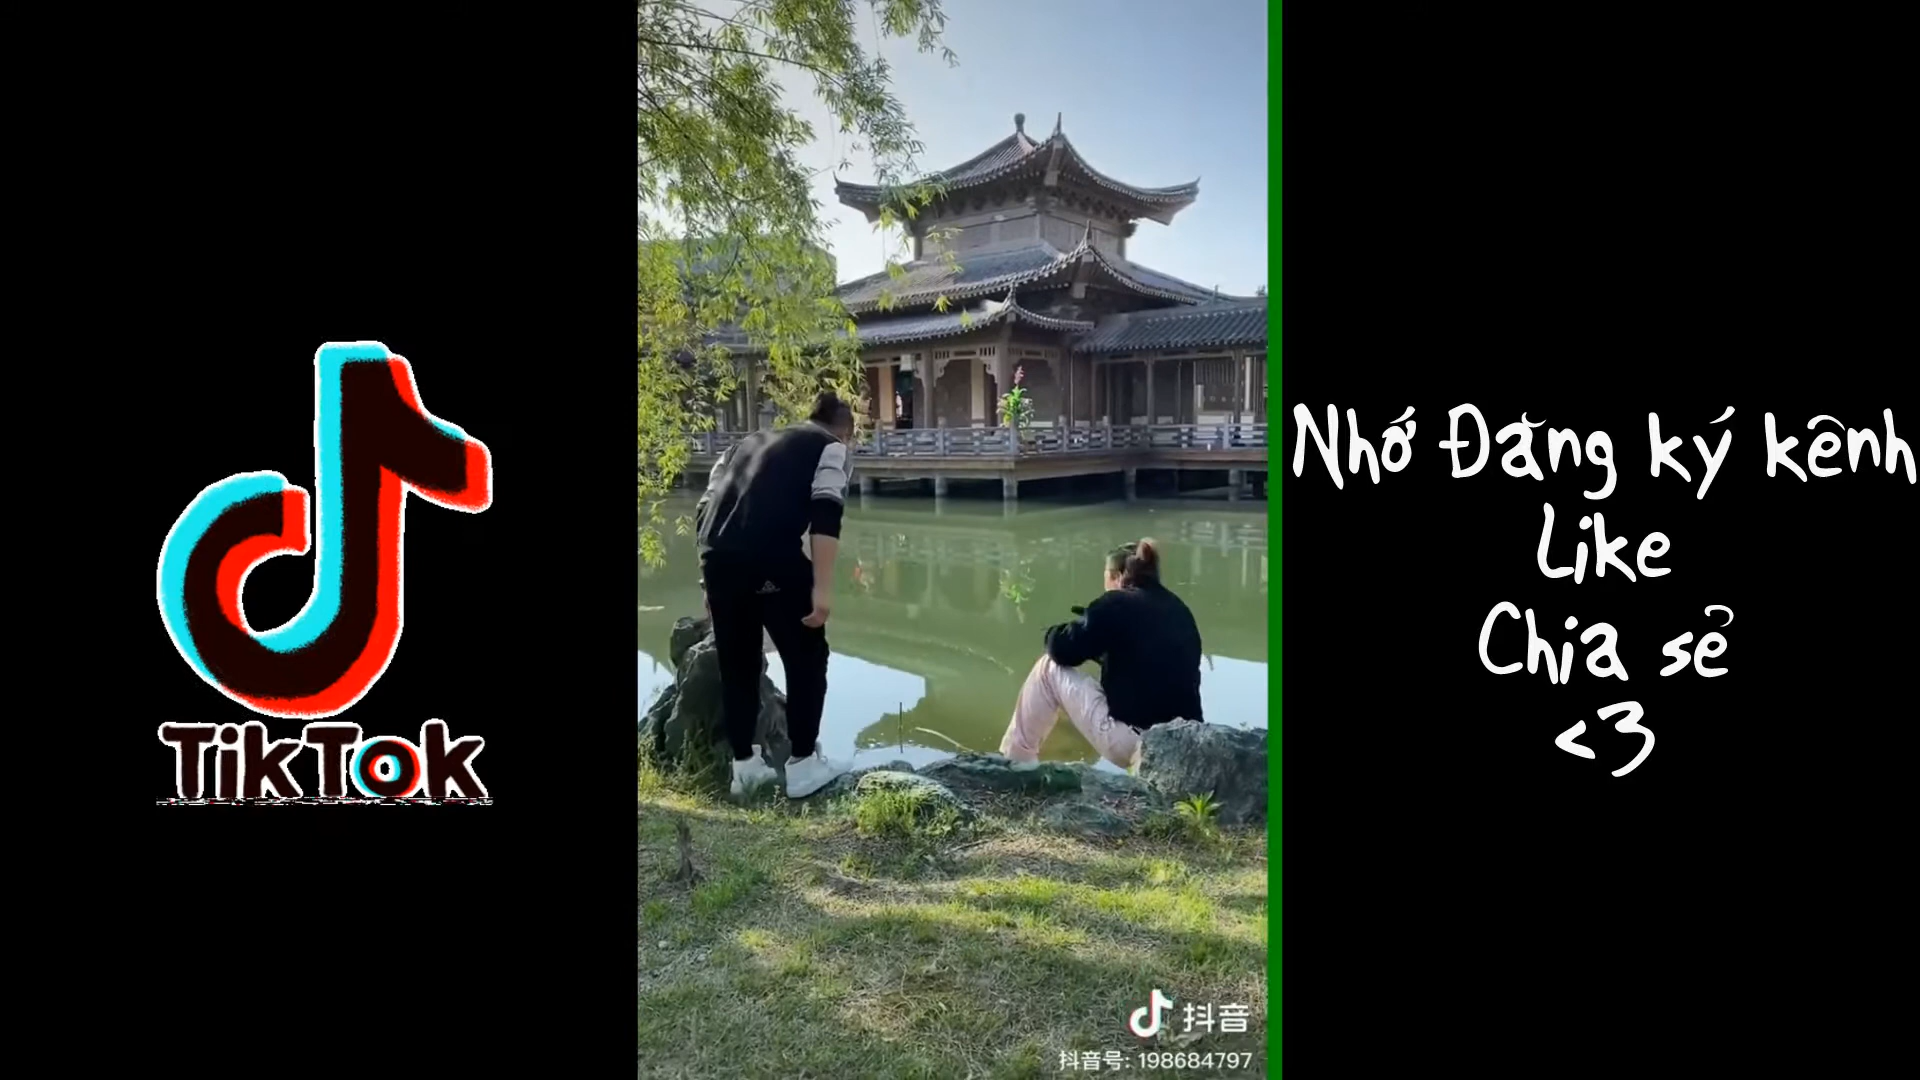 TikTok
Nhớ Đăng ký kênh
Like
Chia sẻ
<3
抖音
抖音号: 198684797